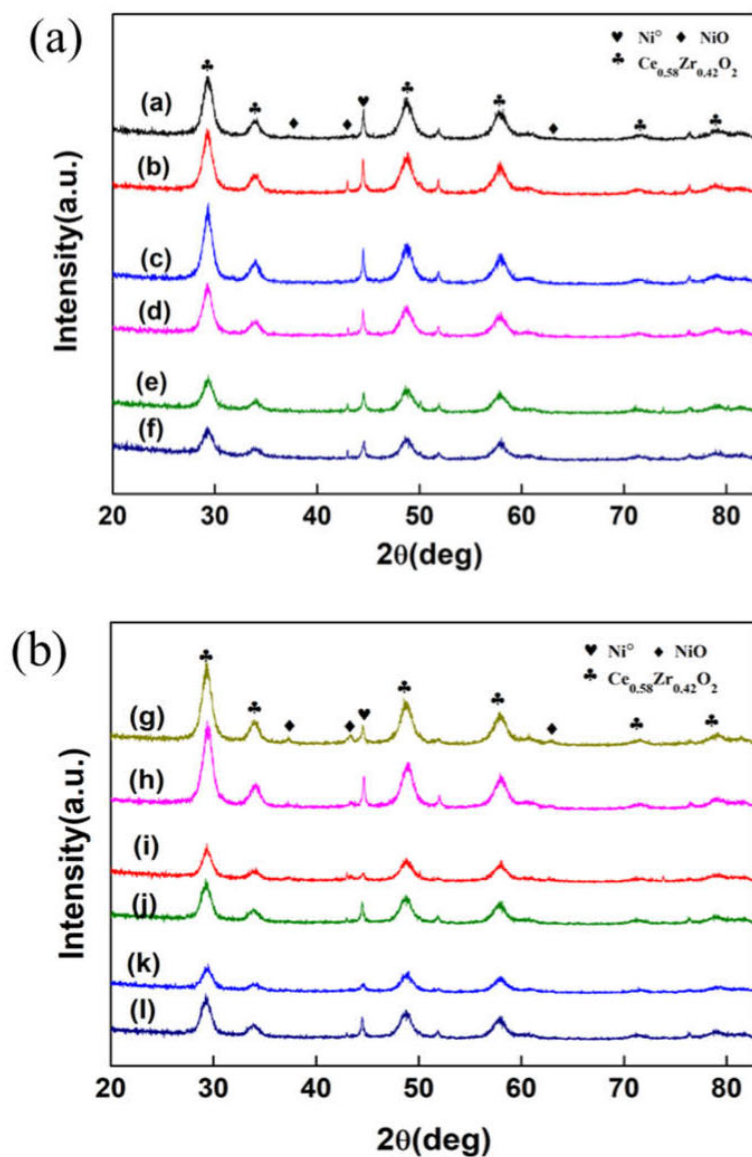 (a)
♥ Ni° ♦ NiO
♣ Ce0.58Zr0.42O2
(a)
(b)
(c)
(d)
(e)
(f)
Intensity(a.u.)
20 30 40 50 60 70 80
2θ(deg)
(b)
♥ Ni° ♦ NiO
♣ Ce0.58Zr0.42O2
(g)
(h)
(i)
(j)
(k)
(l)
Intensity(a.u.)
20 30 40 50 60 70 80
2θ(deg)